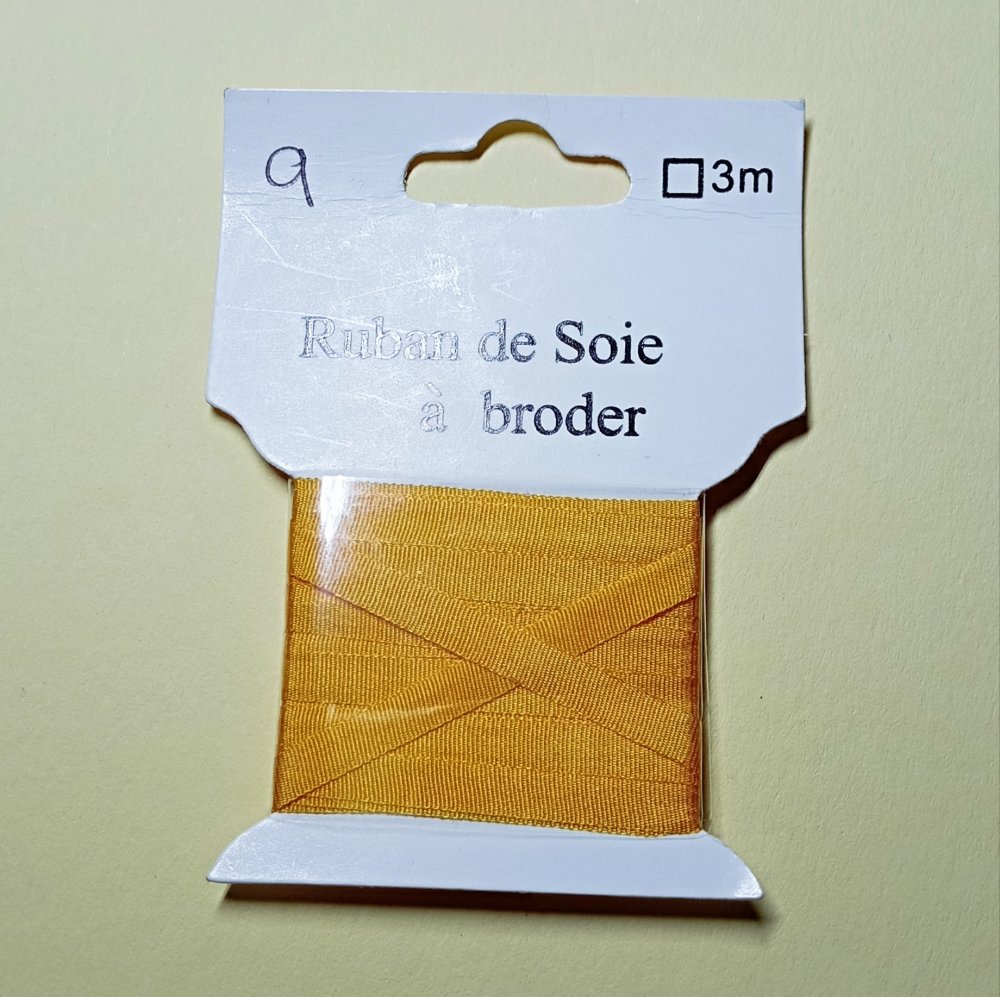 9
□3m
Ruban de Soie
à broder